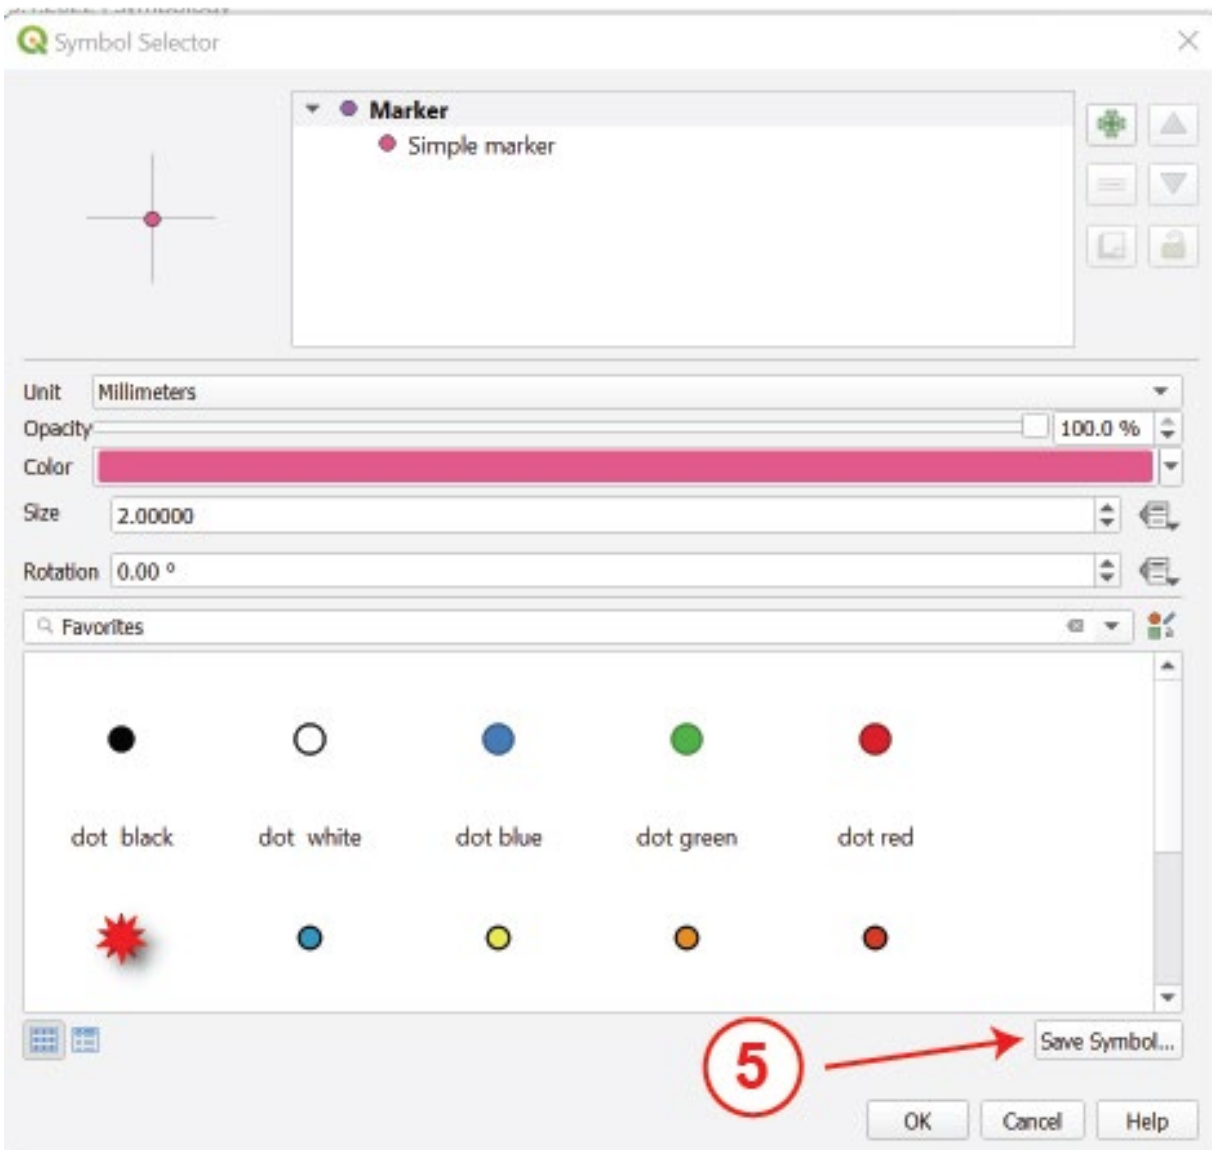 Symbol Selector
Marker
Simple marker
Unit Millimeters
Opacity 100.0 %
Color
Size 2.00000
Rotation 0.00 °
Favorites
dot black dot white dot blue dot green dot red
5 Save Symbol...
OK Cancel Help